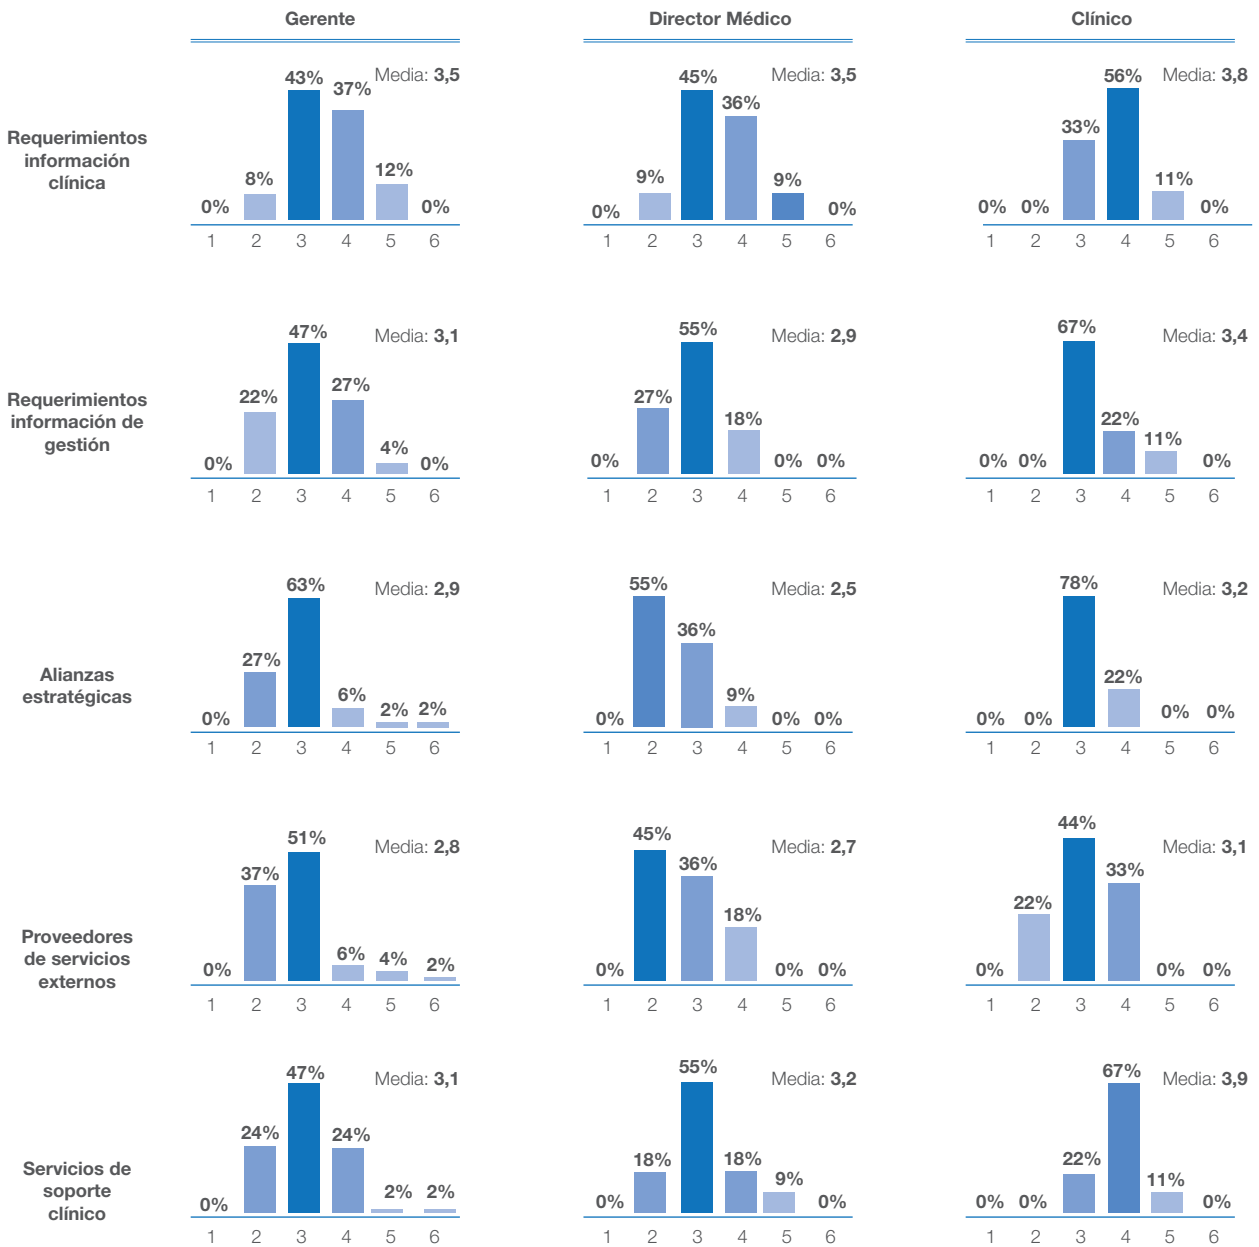 Gerente
Director Médico
Clínico
Requerimientos
información
clínica
Media: 3,5
0% 8% 43% 37% 12% 0%
1 2 3 4 5 6
Media: 3,5
0% 9% 45% 36% 9% 0%
1 2 3 4 5 6
Media: 3,8
0% 0% 33% 56% 11% 0%
1 2 3 4 5 6
Requerimientos
información de
gestión
Media: 3,1
0% 22% 47% 27% 4% 0%
1 2 3 4 5 6
Media: 2,9
0% 27% 55% 18% 0% 0%
1 2 3 4 5 6
Media: 3,4
0% 0% 67% 22% 11% 0%
1 2 3 4 5 6
Alianzas
estratégicas
Media: 2,9
0% 27% 63% 6% 2% 2%
1 2 3 4 5 6
Media: 2,5
0% 55% 36% 9% 0% 0%
1 2 3 4 5 6
Media: 3,2
0% 0% 78% 22% 0% 0%
1 2 3 4 5 6
Proveedores
de servicios
externos
Media: 2,8
0% 37% 51% 6% 4% 2%
1 2 3 4 5 6
Media: 2,7
0% 45% 36% 18% 0% 0%
1 2 3 4 5 6
Media: 3,1
0% 22% 44% 33% 0% 0%
1 2 3 4 5 6
Servicios de
soporte
clínico
Media: 3,1
0% 24% 47% 24% 2% 2%
1 2 3 4 5 6
Media: 3,2
0% 18% 55% 18% 9% 0%
1 2 3 4 5 6
Media: 3,9
0% 0% 22% 67% 11% 0%
1 2 3 4 5 6